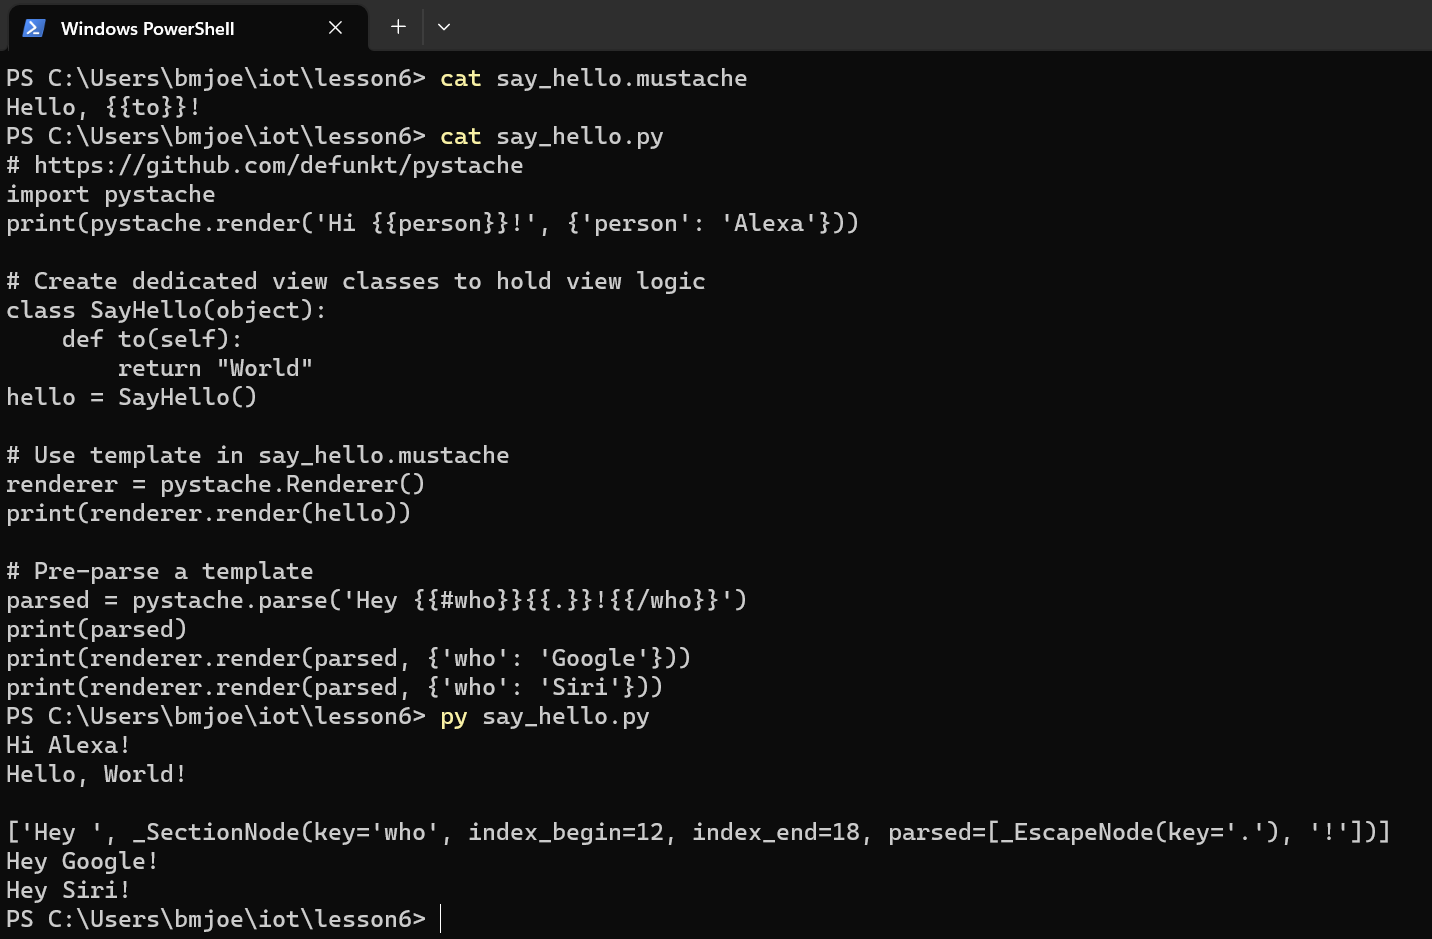 Windows PowerShell
PS C:\Users\bmjoe\iot\lesson6> cat say_hello.mustache
Hello, {{to}}!
PS C:\Users\bmjoe\iot\lesson6> cat say_hello.py
# https://github.com/defunkt/pystache
import pystache
print(pystache.render('Hi {{person}}!', {'person': 'Alexa'}))

# Create dedicated view classes to hold view logic
class SayHello(object):
    def to(self):
        return "World"
hello = SayHello()

# Use template in say_hello.mustache
renderer = pystache.Renderer()
print(renderer.render(hello))

# Pre-parse a template
parsed = pystache.parse('Hey {{#who}}{{.}}!{{/who}}')
print(parsed)
print(renderer.render(parsed, {'who': 'Google'}))
print(renderer.render(parsed, {'who': 'Siri'}))
PS C:\Users\bmjoe\iot\lesson6> py say_hello.py
Hi Alexa!
Hello, World!

['Hey ', _SectionNode(key='who', index_begin=12, index_end=18, parsed=[_EscapeNode(key='.'), '!'])]
Hey Google!
Hey Siri!
PS C:\Users\bmjoe\iot\lesson6>